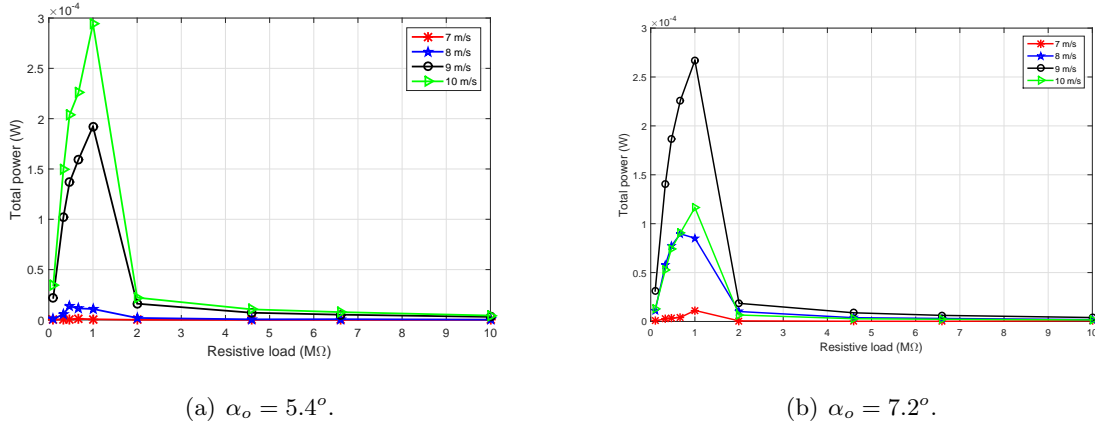 ×10⁻⁴
3
2.5
2
1.5
1
0.5
0
Total power (W)
7 m/s
8 m/s
9 m/s
10 m/s
0 1 2 3 4 5 6 7 8 9 10
Resistive load (MΩ)
(a) αₒ = 5.4ᵒ.
×10⁻⁴
3
2.5
2
1.5
1
0.5
0
Total power (W)
7 m/s
8 m/s
9 m/s
10 m/s
0 1 2 3 4 5 6 7 8 9 10
Resistive load (MΩ)
(b) αₒ = 7.2ᵒ.